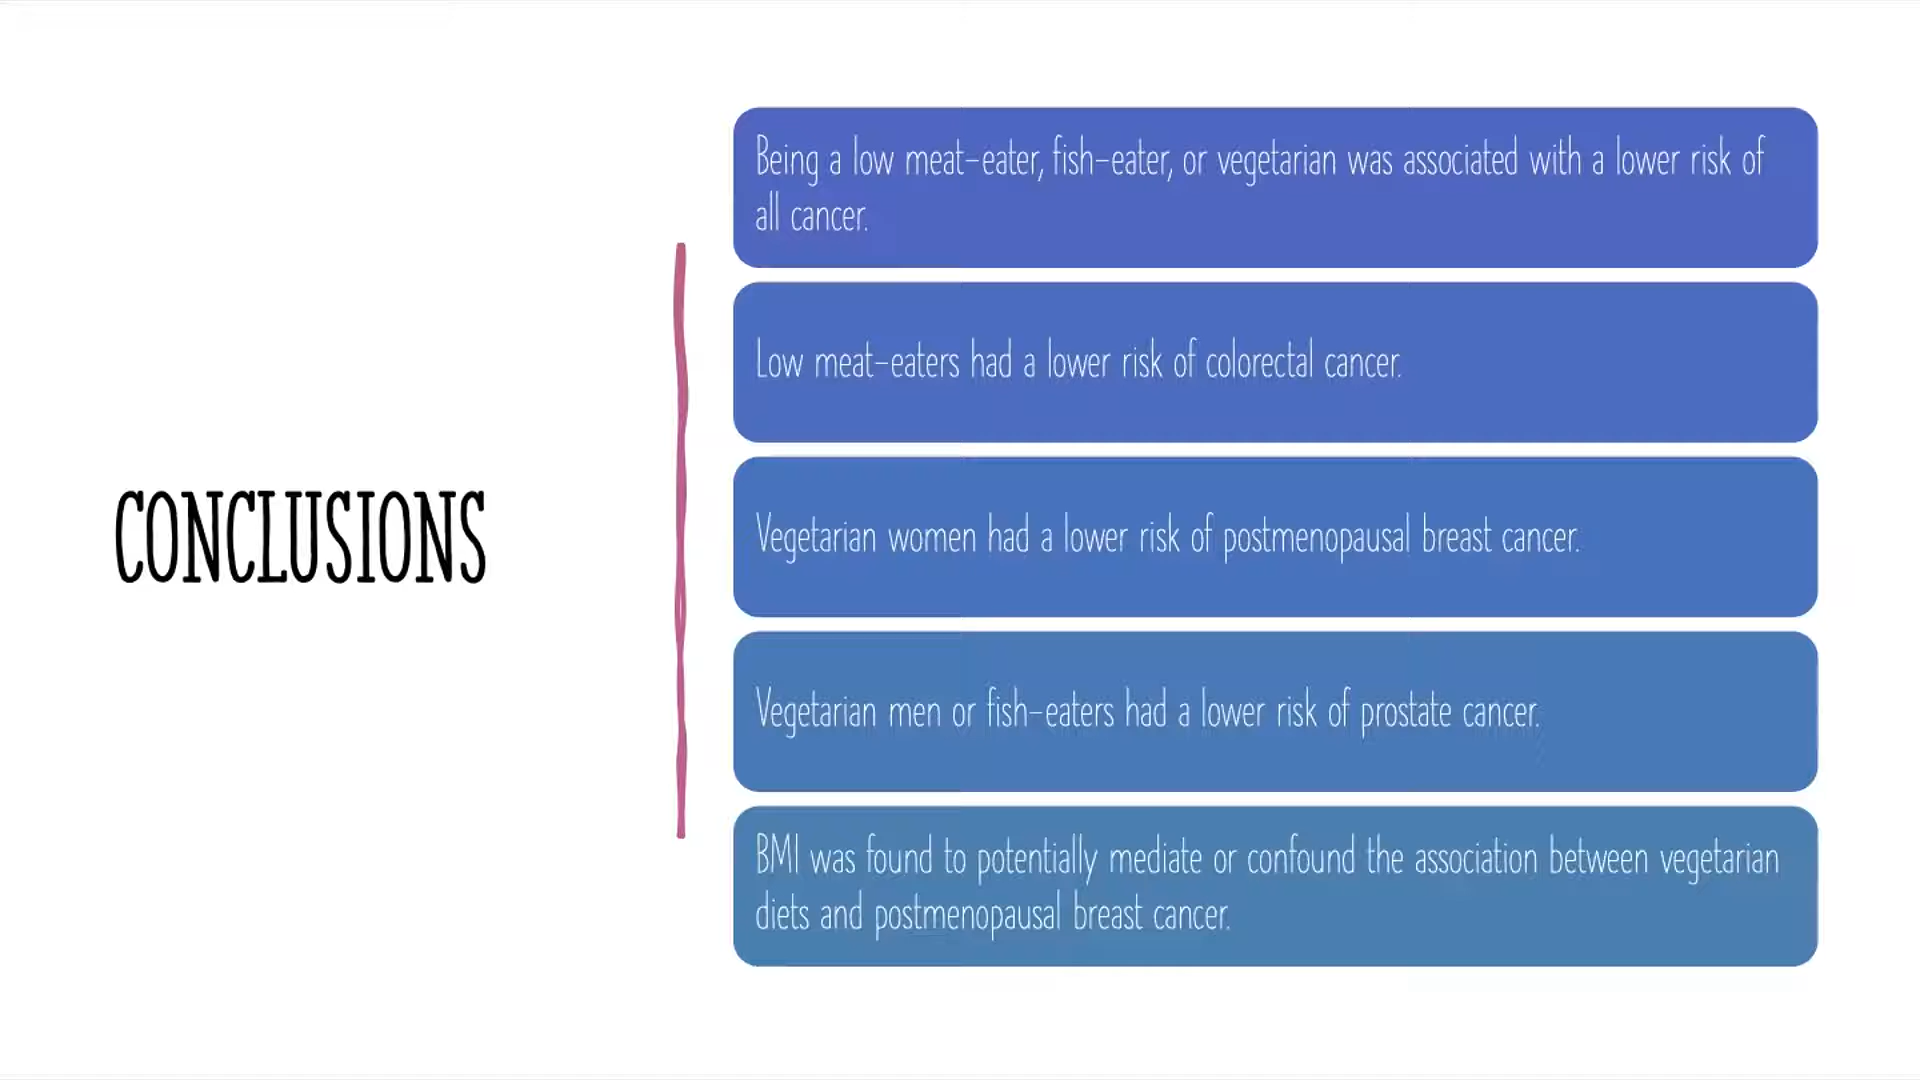 CONCLUSIONS
Being a low meat-eater, fish-eater, or vegetarian was associated with a lower risk of
all cancer.
Low meat-eaters had a lower risk of colorectal cancer.
Vegetarian women had a lower risk of postmenopausal breast cancer.
Vegetarian men or fish-eaters had a lower risk of prostate cancer.
BMI was found to potentially mediate or confound the association between vegetarian
diets and postmenopausal breast cancer.